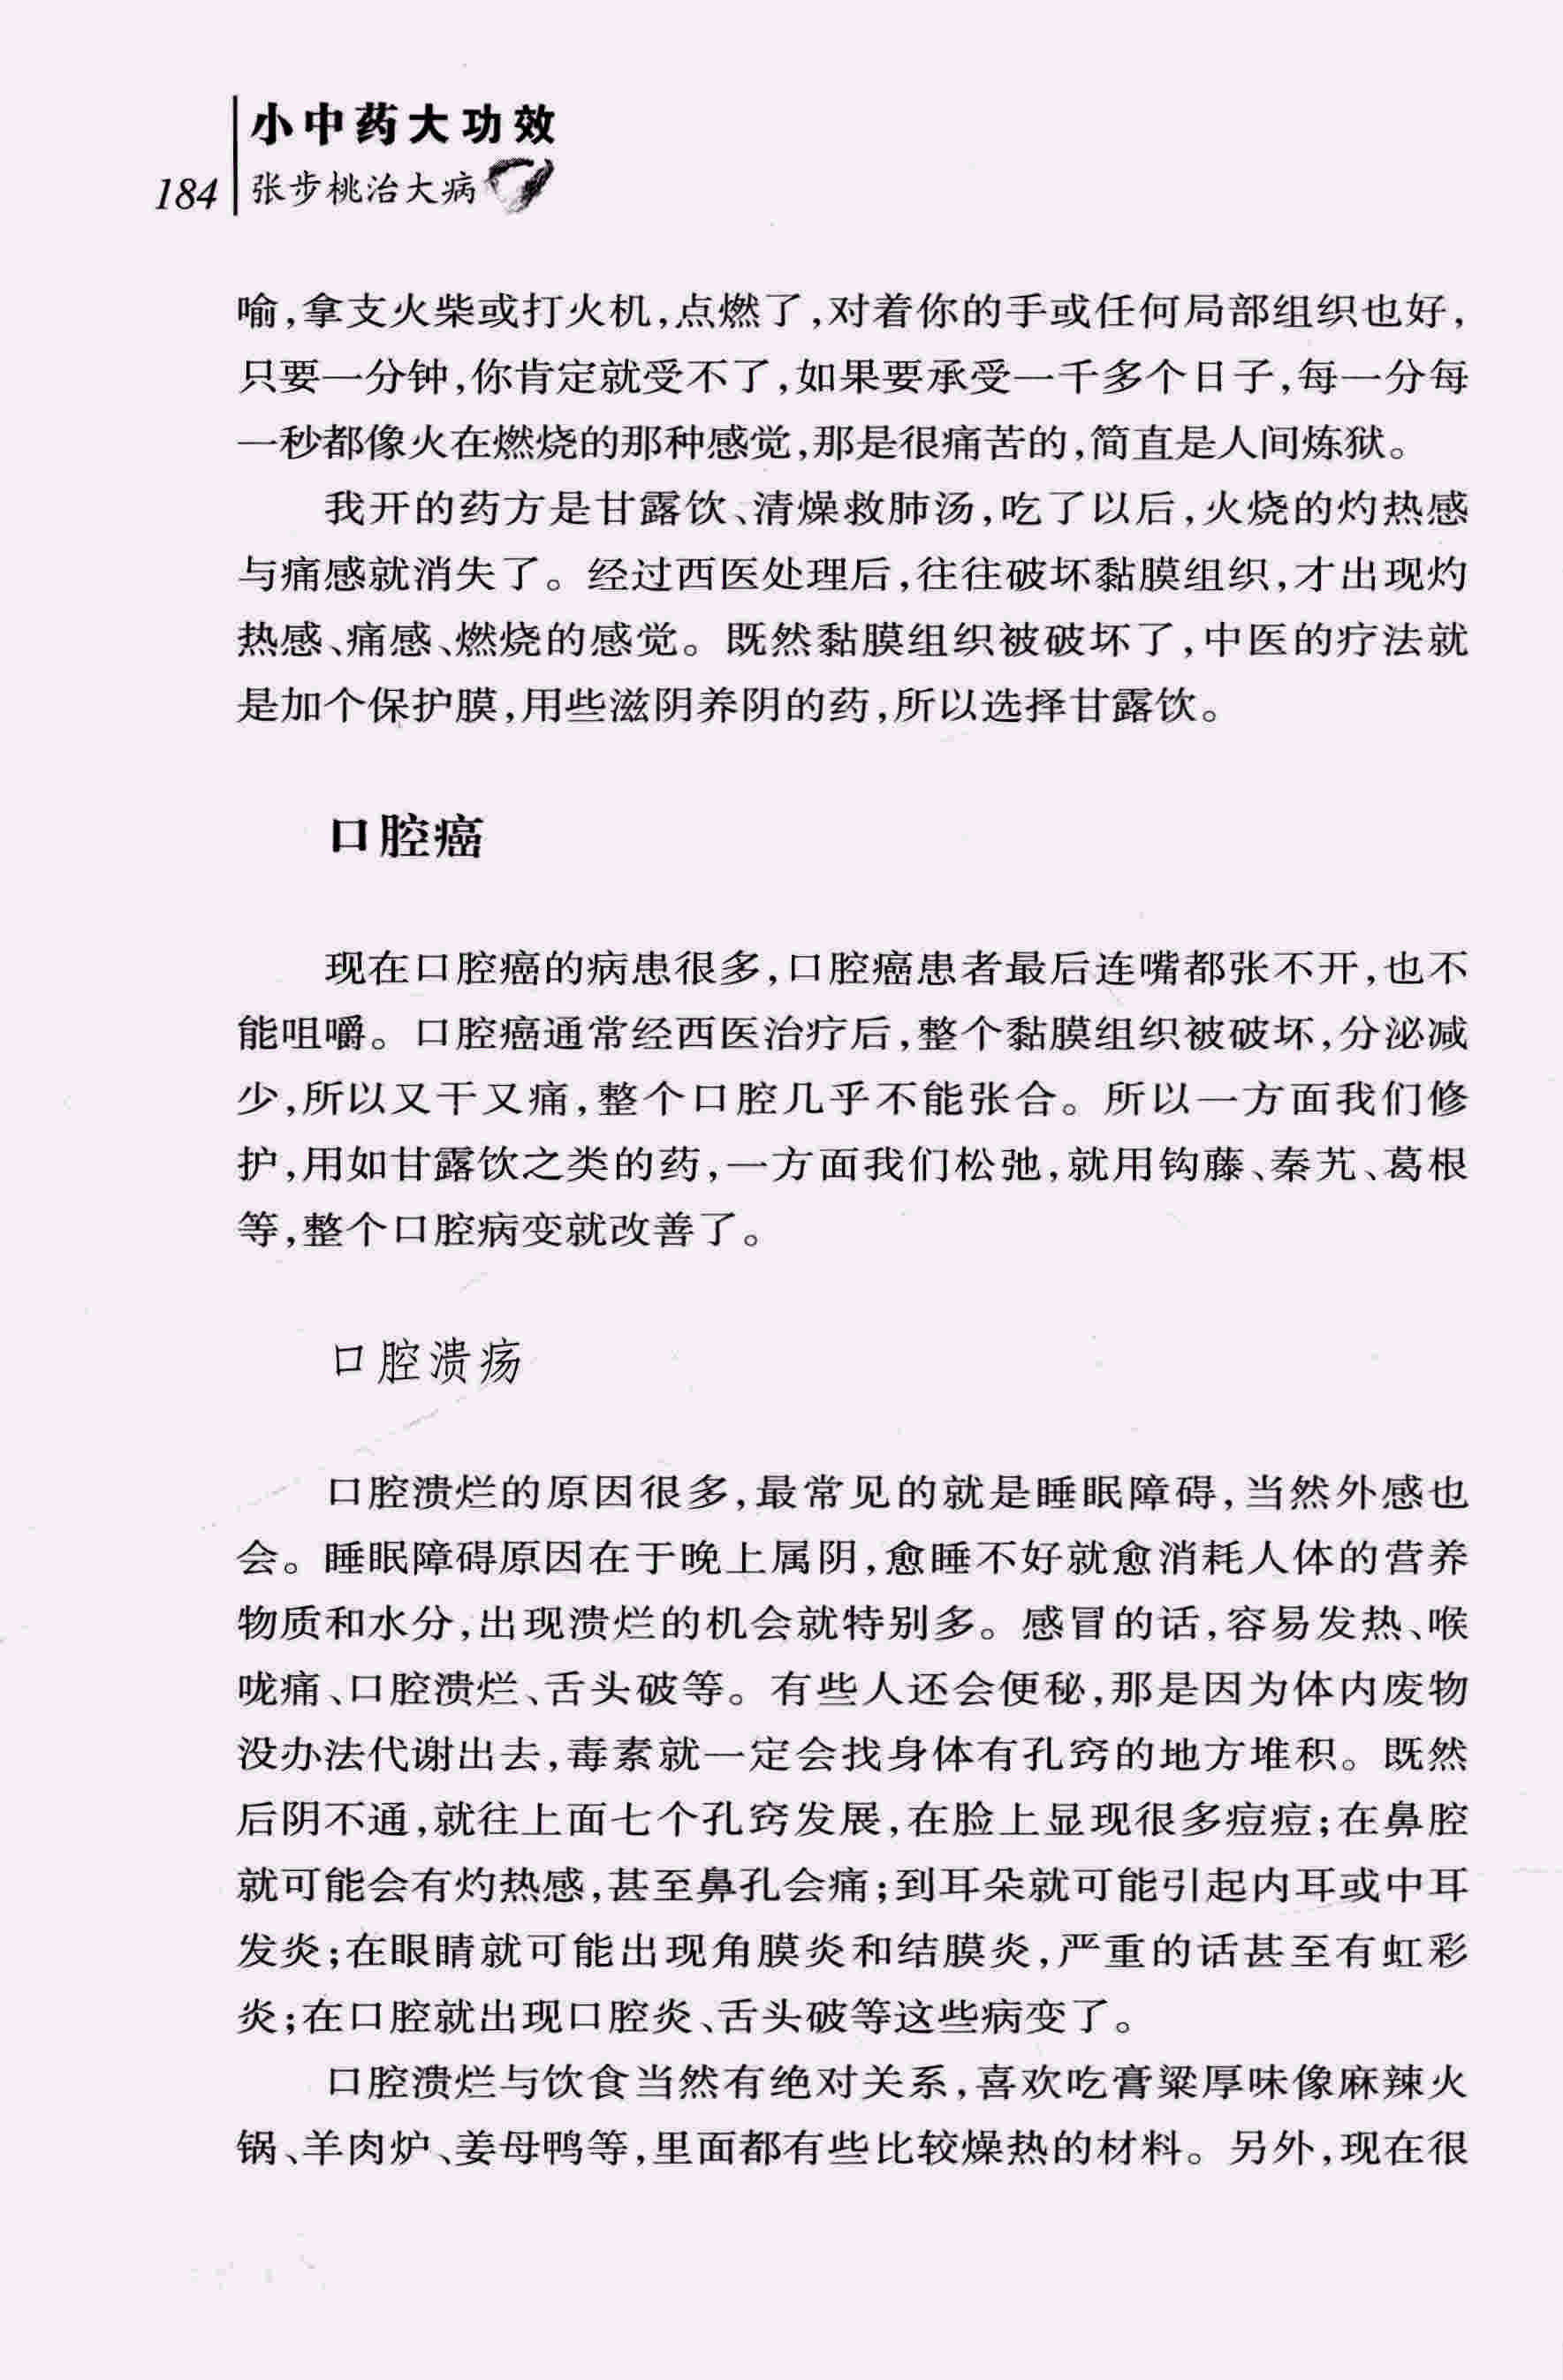 小中药大功效
184 张步桃治大病
喻,拿支火柴或打火机,点燃了,对着你的手或任何局部组织也好,
只要一分钟,你肯定就受不了,如果要承受一千多个日子,每一分每
一秒都像火在燃烧的那种感觉,那是很痛苦的,简直是人间炼狱。
我开的药方是甘露饮、清燥救肺汤,吃了以后,火烧的灼热感
与痛感就消失了。经过西医处理后,往往破坏黏膜组织,才出现灼
热感、痛感、燃烧的感觉。既然黏膜组织被破坏了,中医的疗法就
是加个保护膜,用些滋阴养阴的药,所以选择甘露饮。
口腔癌
现在口腔癌的病患很多,口腔癌患者最后连嘴都张不开,也不
能咀嚼。口腔癌通常经西医治疗后,整个黏膜组织被破坏,分泌减
少,所以又干又痛,整个口腔几乎不能张合。所以一方面我们修
护,用如甘露饮之类的药,一方面我们松弛,就用钩藤、秦艽、葛根
等,整个口腔病变就改善了。
口腔溃疡
口腔溃烂的原因很多,最常见的就是睡眠障碍,当然外感也
会。睡眠障碍原因在于晚上属阴,愈睡不好就愈消耗人体的营养
物质和水分,出现溃烂的机会就特别多。感冒的话,容易发热、喉
咙痛、口腔溃烂、舌头破等。有些人还会便秘,那是因为体内废物
没办法代谢出去,毒素就一定会找身体有孔窍的地方堆积。既然
后阴不通,就往上面七个孔窍发展,在脸上显现很多痘痘;在鼻腔
就可能会有灼热感,甚至鼻孔会痛;到耳朵就可能引起内耳或中耳
发炎;在眼睛就可能出现角膜炎和结膜炎,严重的话甚至有虹彩
炎;在口腔就出现口腔炎、舌头破等这些病变了。
口腔溃烂与饮食当然有绝对关系,喜欢吃膏粱厚味像麻辣火
锅、羊肉炉、姜母鸭等,里面都有些比较燥热的材料。另外,现在很